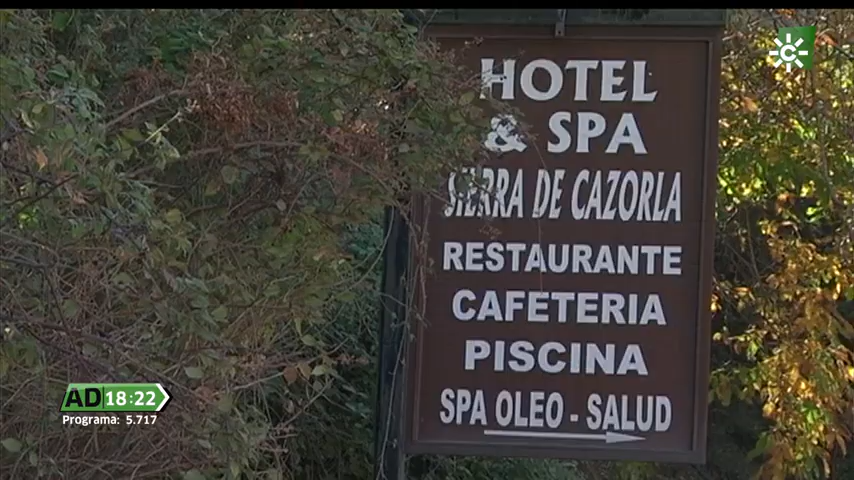 HOTEL
& SPA
SIERRA DE CAZORLA
RESTAURANTE
CAFETERIA
PISCINA
SPA OLEO - SALUD
AD 18:22
Programa: 5.717